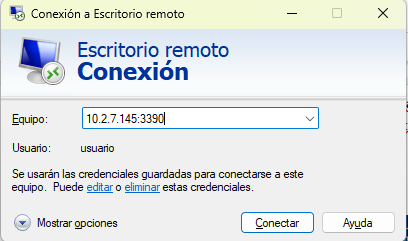 Conexión a Escritorio remoto
Escritorio remoto
Conexión
Equipo:
10.2.7.145:3390
Usuario:
usuario
Se usarán las credenciales guardadas para conectarse a este
equipo. Puede editar o eliminar estas credenciales.
Mostrar opciones
Conectar
Ayuda